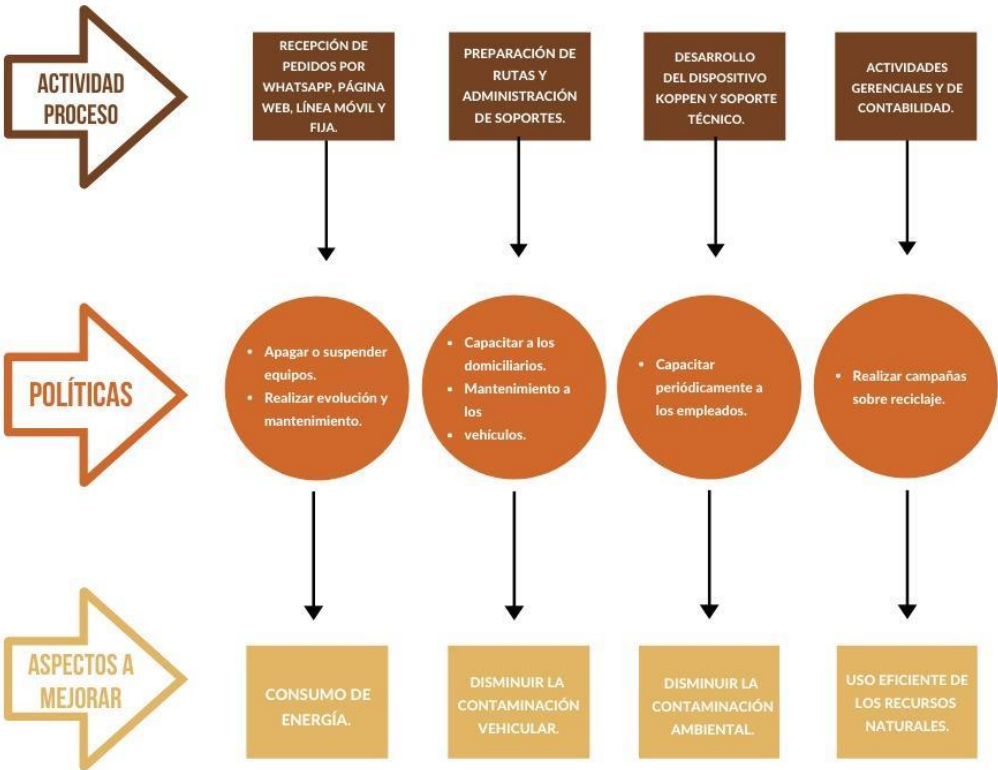 ACTIVIDAD
PROCESO
RECEPCIÓN DE
PEDIDOS POR
WHATSAPP, PÁGINA
WEB, LÍNEA MÓVIL Y
FIJA.
PREPARACIÓN DE
RUTAS Y
ADMINISTRACIÓN
DE SOPORTES.
DESARROLLO
DEL DISPOSITIVO
KOPPEN Y SOPORTE
TÉCNICO.
ACTIVIDADES
GERENCIALES Y DE
CONTABILIDAD.
POLÍTICAS
• Apagar o suspender
equipos.
• Realizar evolución y
mantenimiento.
• Capacitar a los
domiciliarios.
• Mantenimiento a
los
• vehículos.
• Capacitar
periódicamente a
los empleados.
• Realizar campañas
sobre reciclaje.
ASPECTOS A
MEJORAR
CONSUMO DE
ENERGÍA.
DISMINUIR LA
CONTAMINACIÓN
VEHICULAR.
DISMINUIR LA
CONTAMINACIÓN
AMBIENTAL.
USO EFICIENTE DE
LOS RECURSOS
NATURALES.